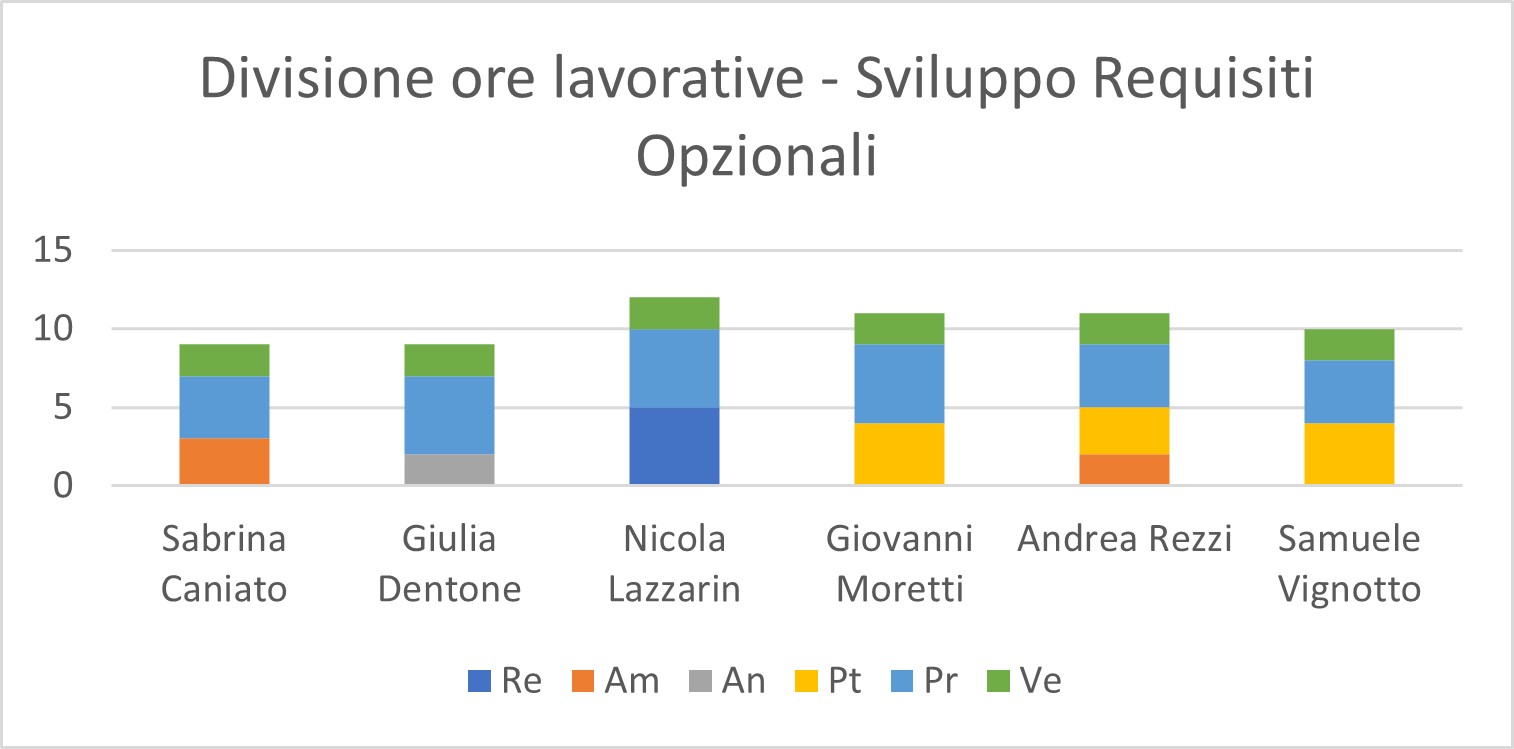 Divisione ore lavorative - Sviluppo Requisiti
Opzionali
15
10
5
0
Sabrina Caniato
Giulia Dentone
Nicola Lazzarin
Giovanni Moretti
Andrea Rezzi
Samuele Vignotto
Re Am An Pt Pr Ve